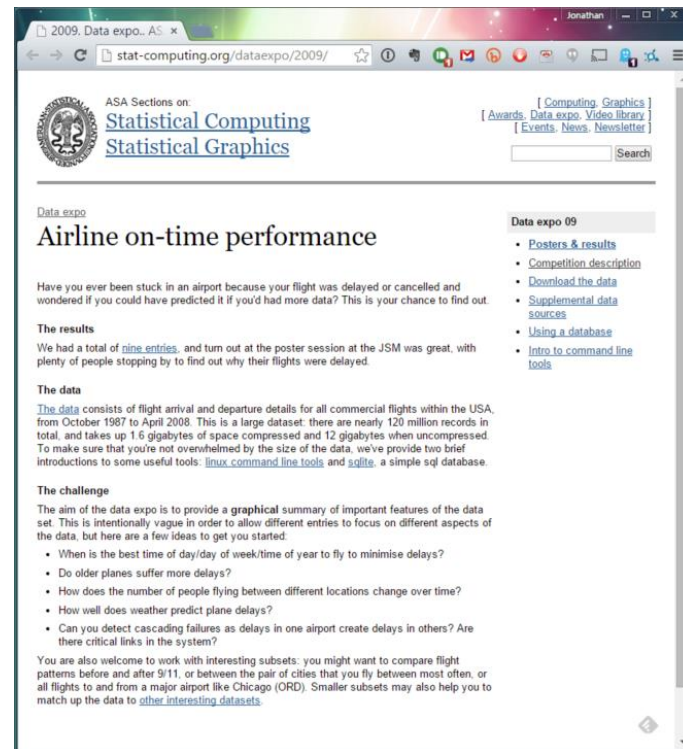 Jonathan
2009. Data expo.. AS
stat-computing.org/dataexpo/2009/
ASA Sections on:
Statistical Computing
Statistical Graphics
[ Computing, Graphics ]
[ Awards, Data expo, Video library ]
[ Events, News, Newsletter ]
Search
Data expo
Airline on-time performance
Have you ever been stuck in an airport because your flight was delayed or cancelled and
wondered if you could have predicted it if you'd had more data? This is your chance to find out.
The results
We had a total of nine entries, and turn out at the poster session at the JSM was great, with
plenty of people stopping by to find out why their flights were delayed.
The data
The data consists of flight arrival and departure details for all commercial flights within the USA,
from October 1987 to April 2008. This is a large dataset: there are nearly 120 million records in
total, and takes up 1.6 gigabytes of space compressed and 12 gigabytes when uncompressed.
To make sure that you're not overwhelmed by the size of the data, we've provide two brief
introductions to some useful tools: linux command line tools and sqlite, a simple sql database.
The challenge
The aim of the data expo is to provide a graphical summary of important features of the data
set. This is intentionally vague in order to allow different entries to focus on different aspects of
the data, but here are a few ideas to get you started:
• When is the best time of day/day of week/time of year to fly to minimise delays?
• Do older planes suffer more delays?
• How does the number of people flying between different locations change over time?
• How well does weather predict plane delays?
• Can you detect cascading failures as delays in one airport create delays in others? Are
there critical links in the system?
You are also welcome to work with interesting subsets: you might want to compare flight
patterns before and after 9/11, or between the pair of cities that you fly between most often, or
all flights to and from a major airport like Chicago (ORD). Smaller subsets may also help you to
match up the data to other interesting datasets.
Data expo 09
• Posters & results
• Competition description
• Download the data
• Supplemental data
sources
• Using a database
• Intro to command line
tools